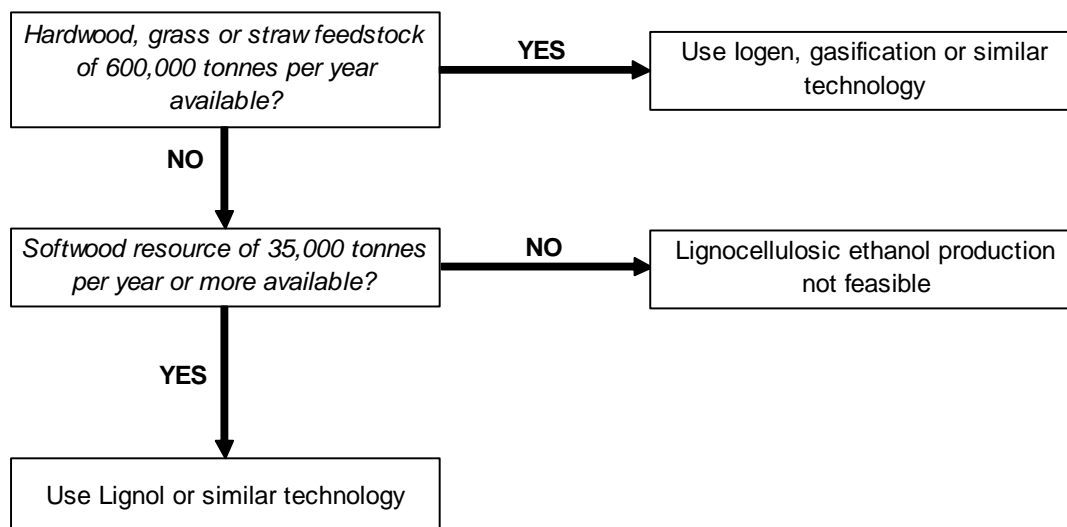 Hardwood, grass or straw feedstock
of 600,000 tonnes per year
available?
YES
Use Iogen, gasification or similar
technology
NO
Softwood resource of 35,000 tonnes
per year or more available?
NO
Lignocellulosic ethanol production
not feasible
YES
Use Lignol or similar technology